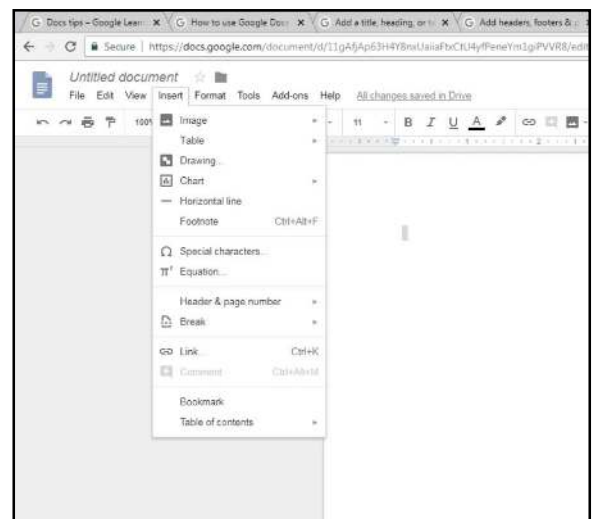 Docs tips – Google Learn
How to use Google Docs
Add a title, heading, or
Add headers, footers &
Secure | https://docs.google.com/document/d/
Untitled document
File Edit View Insert Format Tools Add-ons Help All changes saved in Drive
100% 11 B I U A
Image
Table
Drawing...
Chart
Horizontal line
Footnote Ctrl+Alt+F
Special characters...
Equation...
Header & page number
Break
Link... Ctrl+K
Comment Ctrl+Alt+M
Bookmark
Table of contents